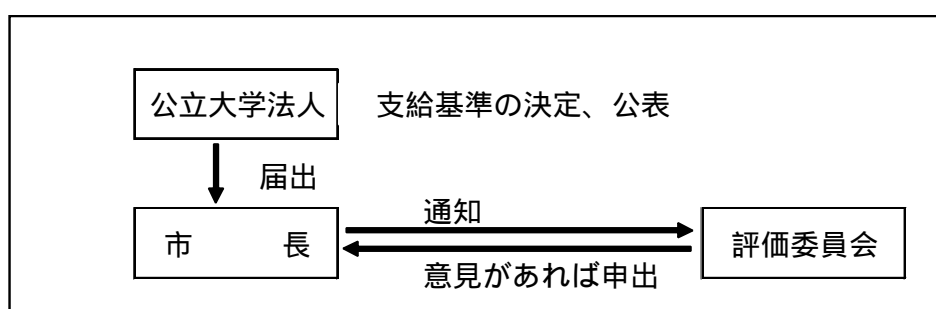 公立大学法人 支給基準の決定、公表
届出
通知
市 長 評価委員会
意見があれば申出